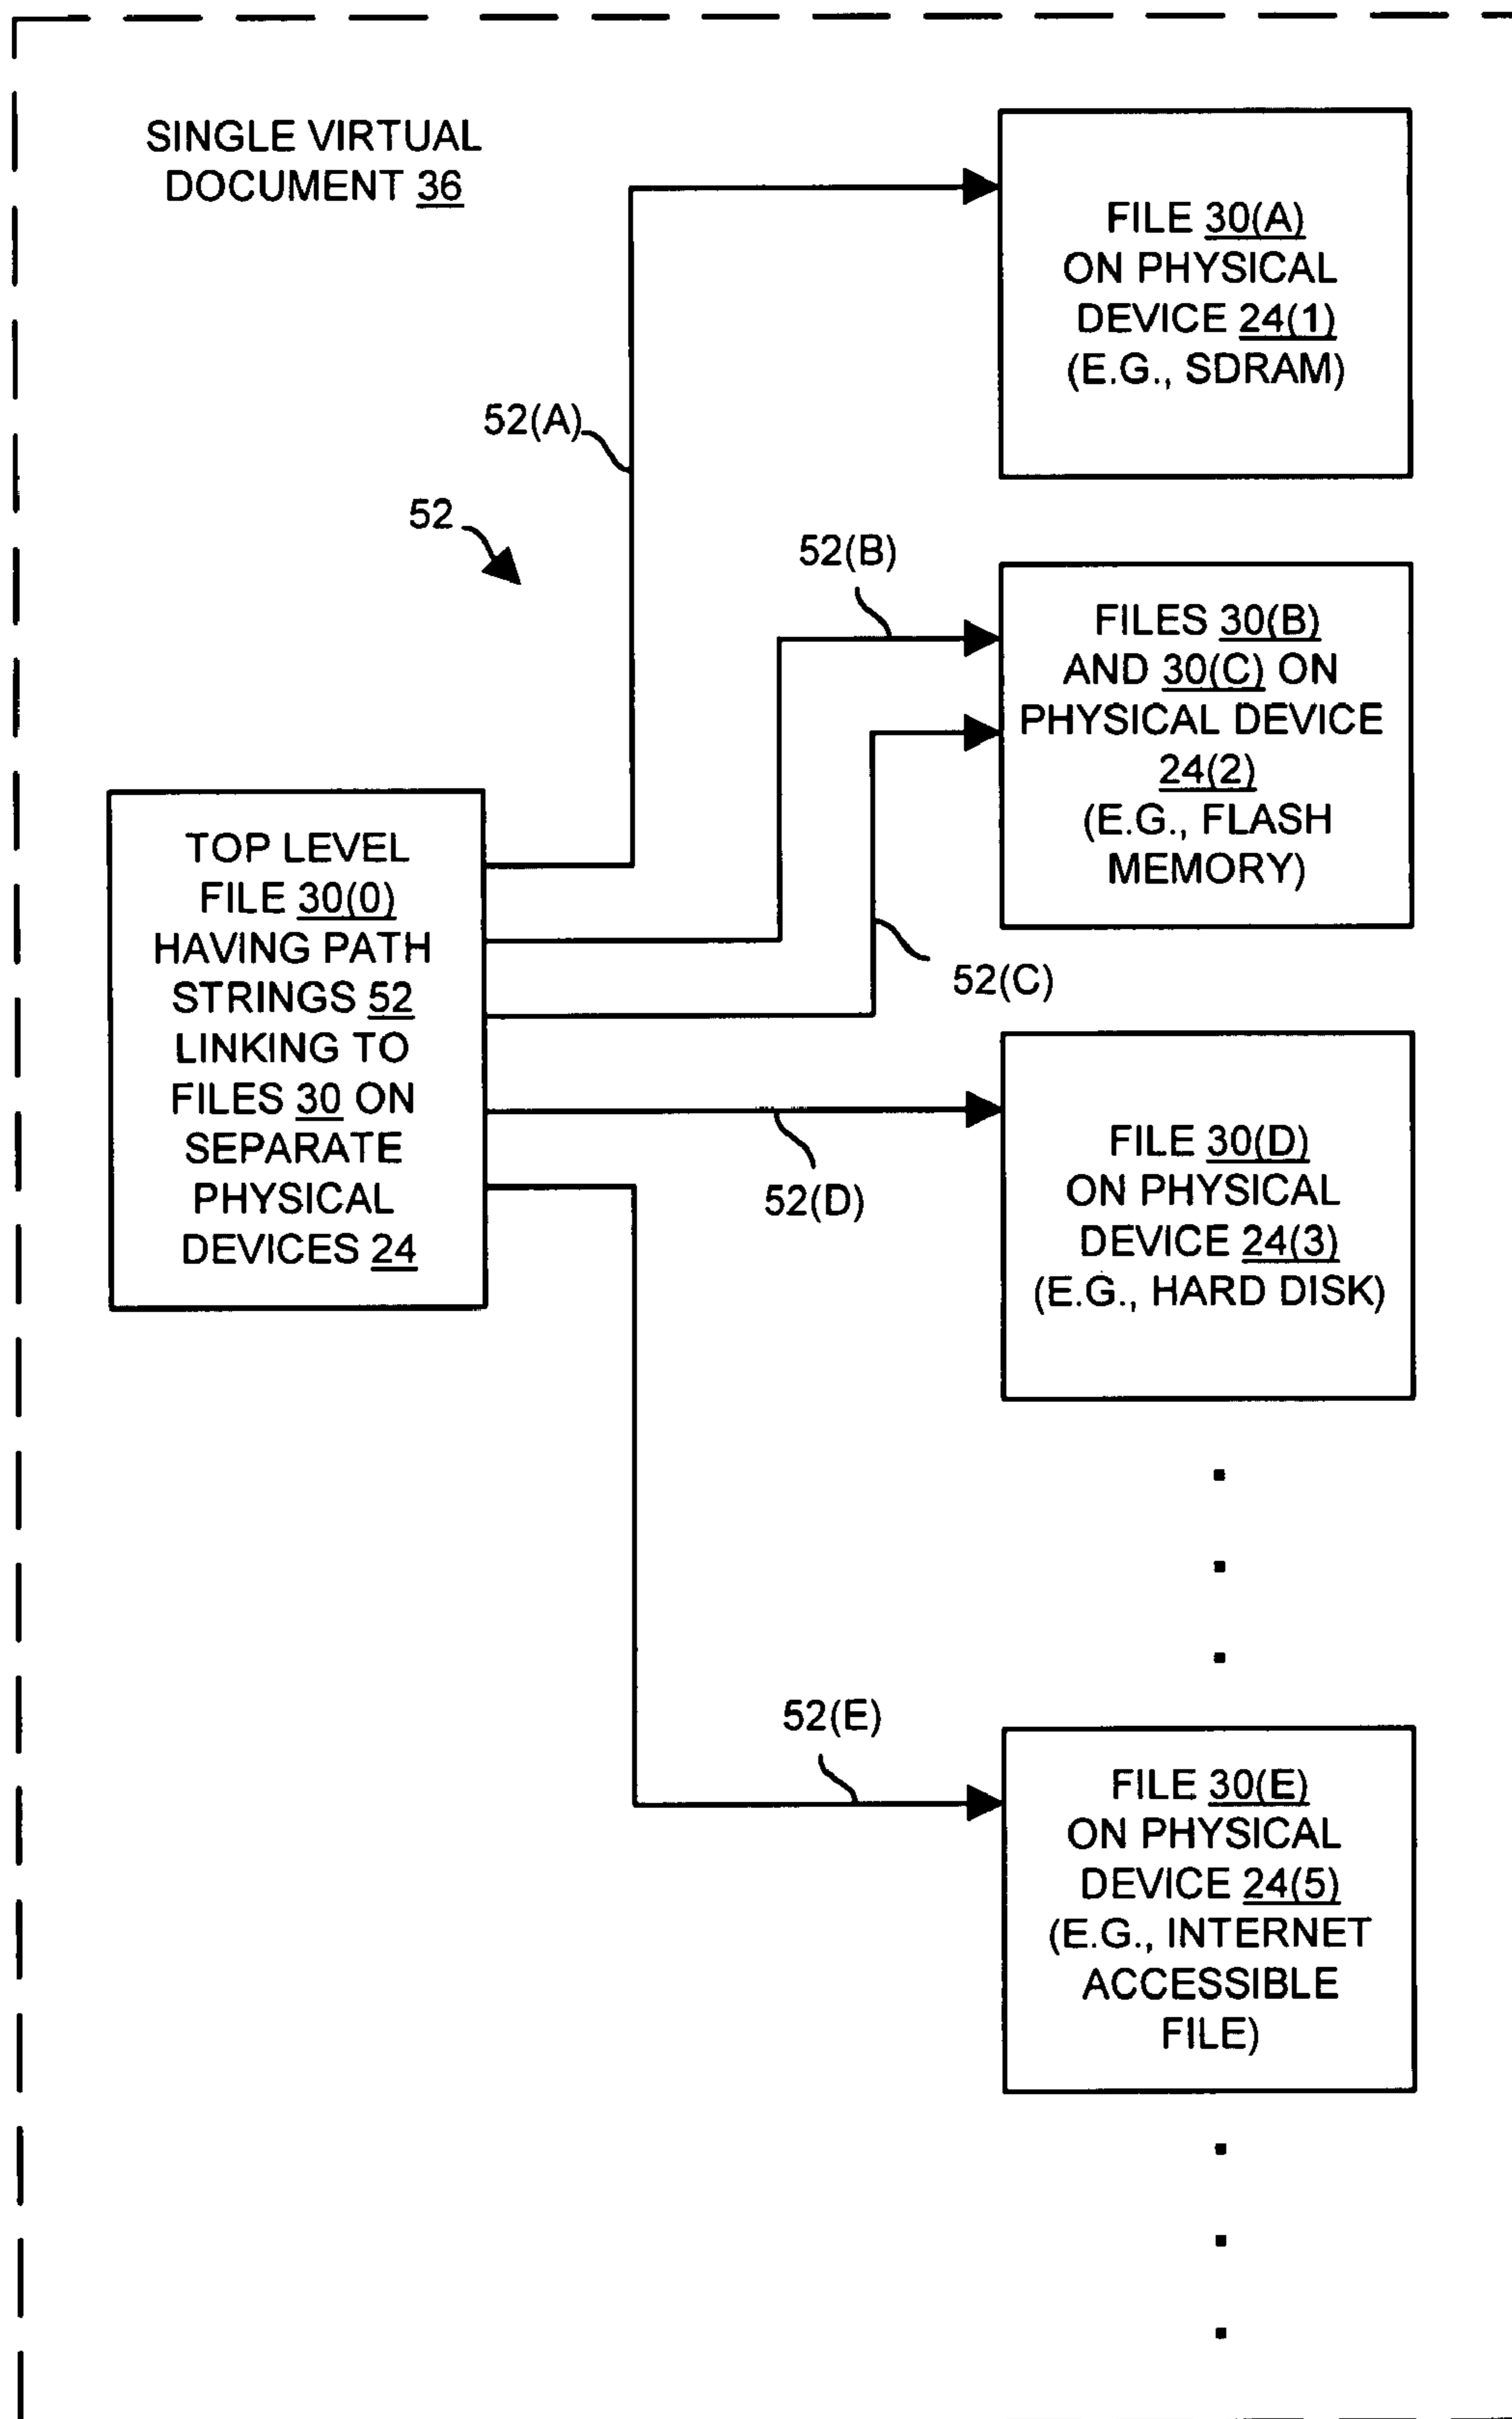 SINGLE VIRTUAL
DOCUMENT 36
FILE 30(A)
ON PHYSICAL
DEVICE 24(1)
(E.G., SDRAM)
52(A)
52
52(B)
FILES 30(B)
AND 30(C) ON
PHYSICAL DEVICE
24(2)
(E.G., FLASH
MEMORY)
52(C)
TOP LEVEL
FILE 30(0)
HAVING PATH
STRINGS 52
LINKING TO
FILES 30 ON
SEPARATE
PHYSICAL
DEVICES 24
52(D)
FILE 30(D)
ON PHYSICAL
DEVICE 24(3)
(E.G., HARD DISK)
52(E)
FILE 30(E)
ON PHYSICAL
DEVICE 24(5)
(E.G., INTERNET
ACCESSIBLE
FILE)